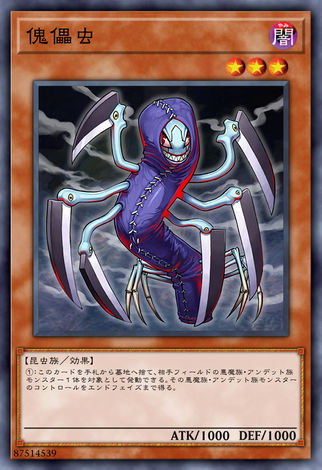 傀儡虫
やみ
闇
【昆虫族／効果】
①：このカードを手札から墓地へ捨て、相手フィールドの悪魔族・アンデット族
モンスター１体を対象として発動できる。その悪魔族・アンデット族モンスター
のコントロールをエンドフェイズまで得る。
ATK/1000 DEF/1000
87514539